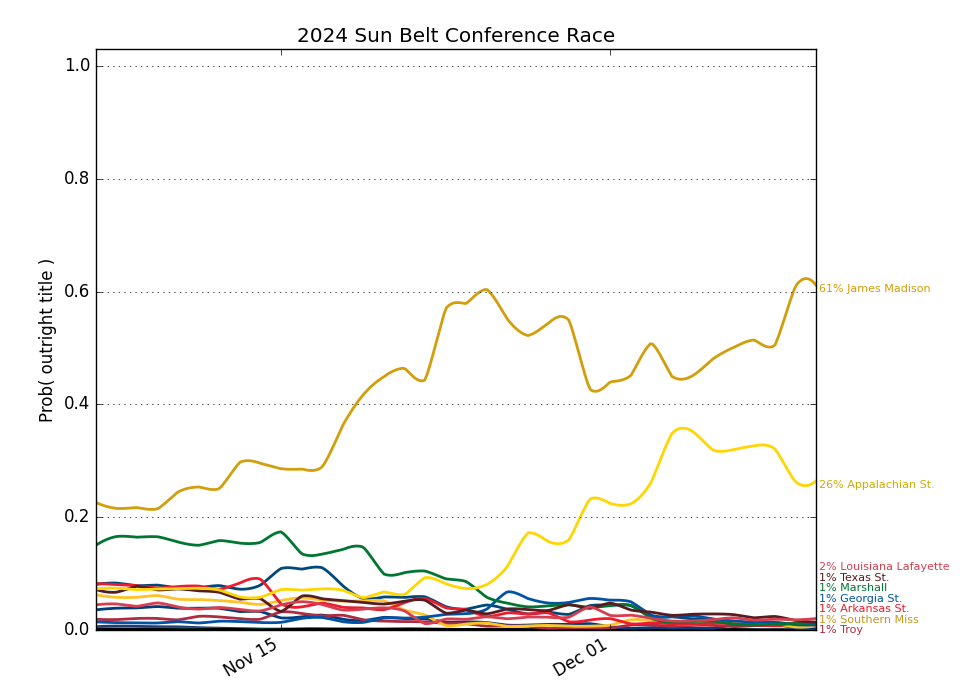 2024 Sun Belt Conference Race
Prob( outright title )
1.0
0.8
0.6
0.4
0.2
0.0
Nov 15
Dec 01
61% James Madison
26% Appalachian St.
2% Louisiana Lafayette
1% Texas St.
1% Marshall
1% Georgia St.
1% Arkansas St.
1% Southern Miss
1% Troy